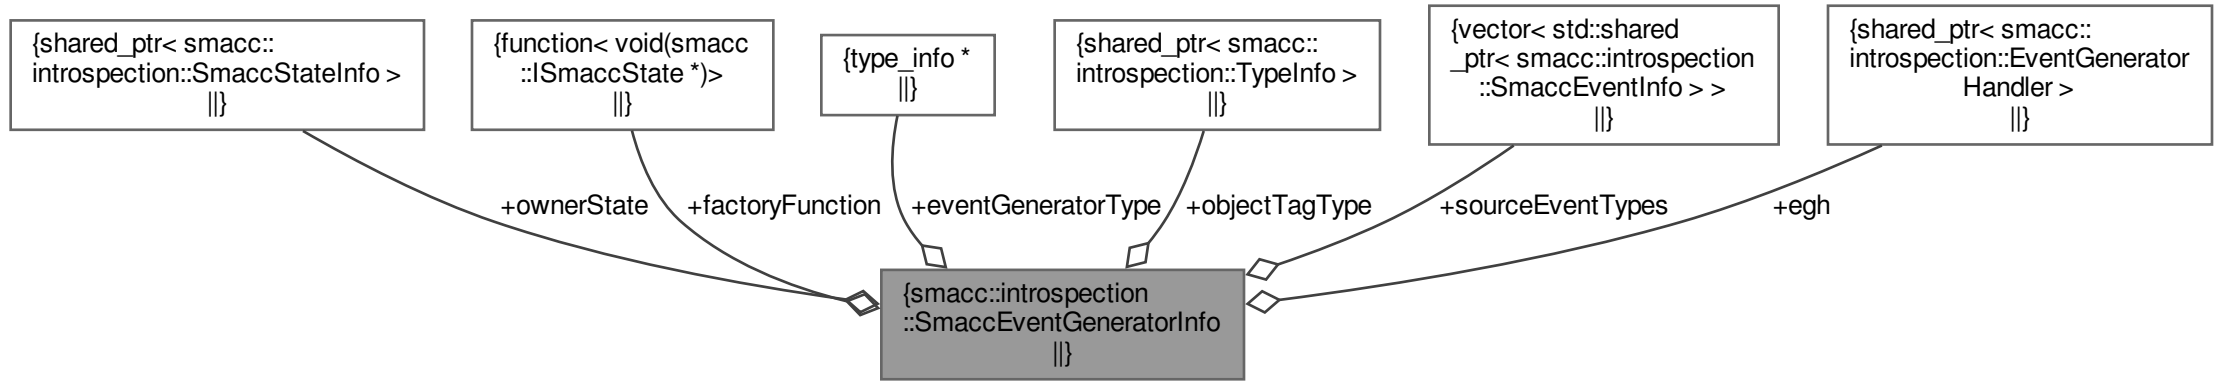 {shared_ptr< smacc::
introspection::SmaccStateInfo >
||}
{function< void(smacc
::ISmaccState *)>
||}
{type_info *
||}
{shared_ptr< smacc::
introspection::TypeInfo >
||}
{vector< std::shared
_ptr< smacc::introspection
::SmaccEventInfo > >
||}
{shared_ptr< smacc::
introspection::EventGenerator
Handler >
||}
+ownerState
+factoryFunction
+eventGeneratorType
+objectTagType
+sourceEventTypes
+egh
{smacc::introspection
::SmaccEventGeneratorInfo
||}